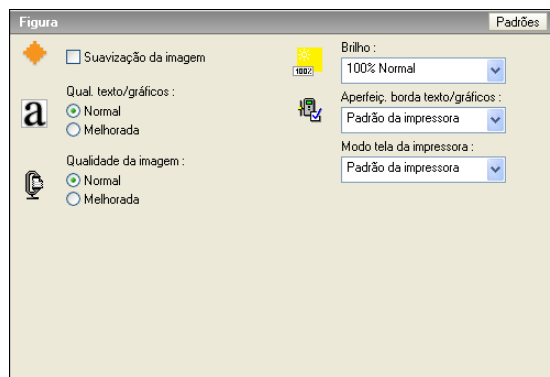 Figura
Padrões
Suavização da imagem
Qual. texto/gráficos :
Normal
Melhorada
Qualidade da imagem :
Normal
Melhorada
100%
Brilho :
100% Normal
Aperfeiç. borda texto/gráficos :
Padrão da impressora
Modo tela da impressora :
Padrão da impressora
a